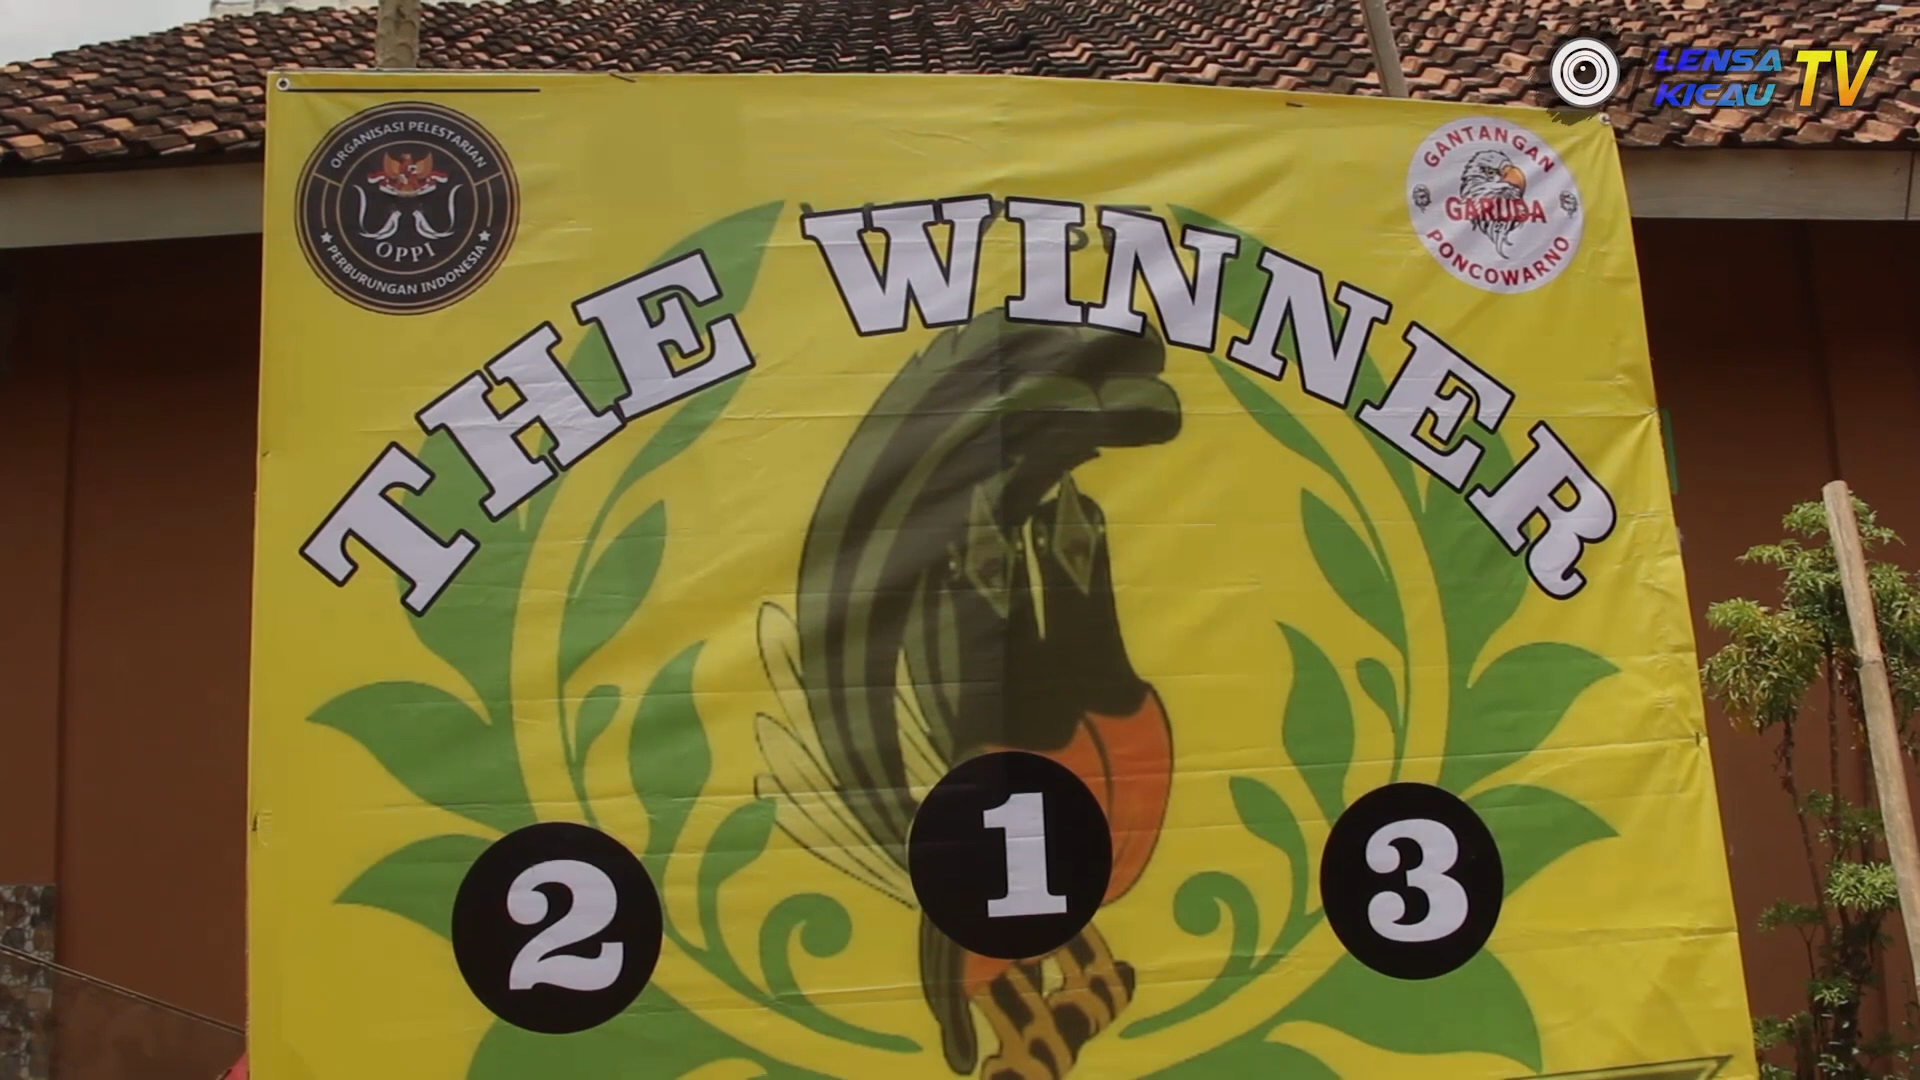 LENSA
KICAU TV
ORGANISASI PELESTARIAN
OPPI
PERBURUNGAN INDONESIA
GANTANGAN
GARUDA
PONCOWARNO
THE WINNER
2 1 3